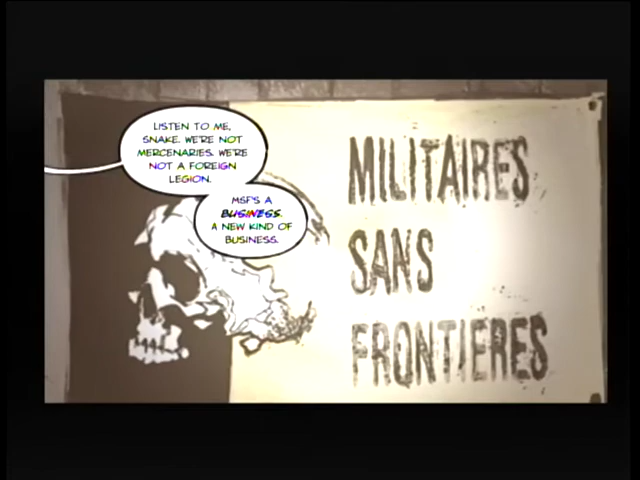 LISTEN TO ME,
SNAKE. WE'RE NOT
MERCENARIES. WE'RE
NOT A FOREIGN
LEGION.
MSF'S A
BUSINESS.
A NEW KIND OF
BUSINESS.
MILITAIRES
SANS
FRONTIÈRES